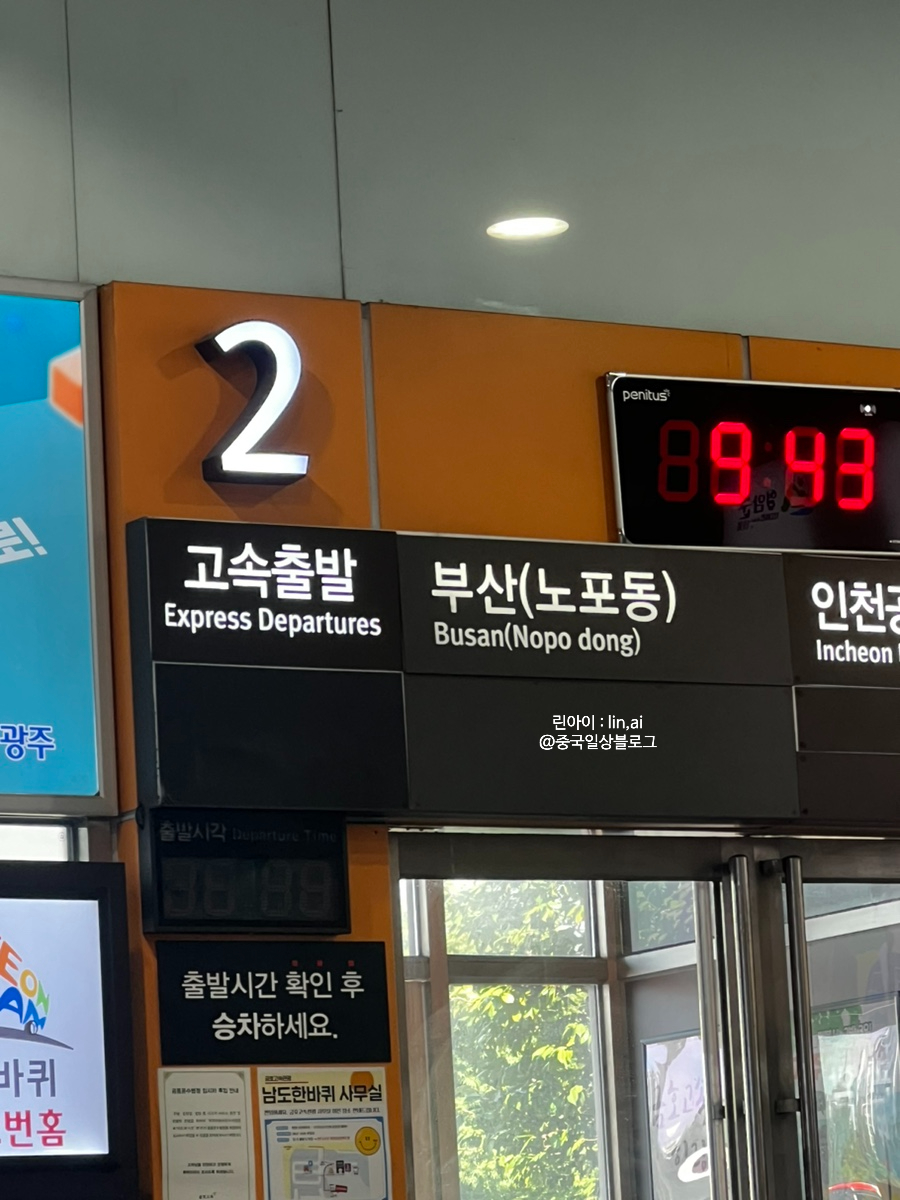 2
penitus
9:43
고속출발
Express Departures
부산(노포동)
Busan(Nopo dong)
인천공
Incheon
린아이 : lin,ai
@중국일상블로그
광주
출발시각 Departure Time
출발시간 확인 후
승차하세요.
바퀴
번홈
남도한바퀴 사무실